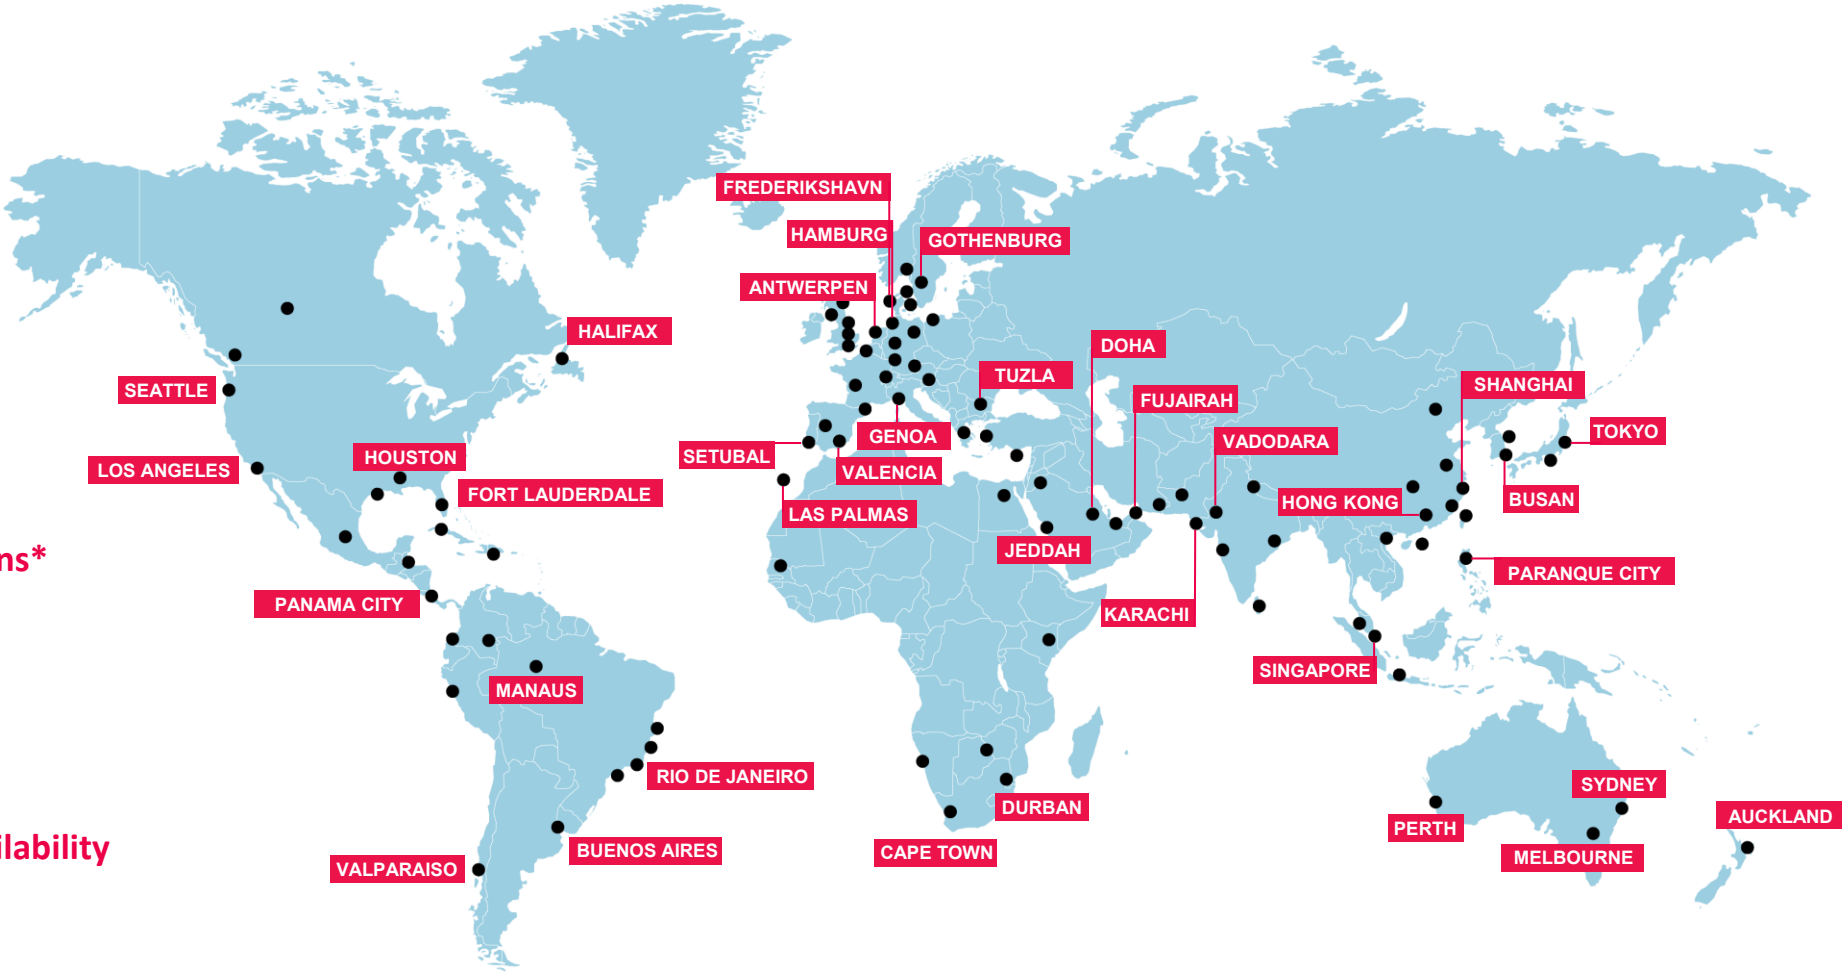 FREDERIKSHAVN
HAMBURG
GOTHENBURG
ANTWERPEN
HALIFAX
DOHA
TUZLA
SEATTLE
SHANGHAI
FUJAIRAH
TOKYO
GENOA
VADODARA
SETUBAL
HOUSTON
LOS ANGELES
VALENCIA
FORT LAUDERDALE
BUSAN
HONG KONG
LAS PALMAS
JEDDAH
ns*
PARANQUE CITY
PANAMA CITY
KARACHI
SINGAPORE
MANAUS
RIO DE JANEIRO
SYDNEY
DURBAN
AUCKLAND
PERTH
ilability
BUENOS AIRES
CAPE TOWN
MELBOURNE
VALPARAISO